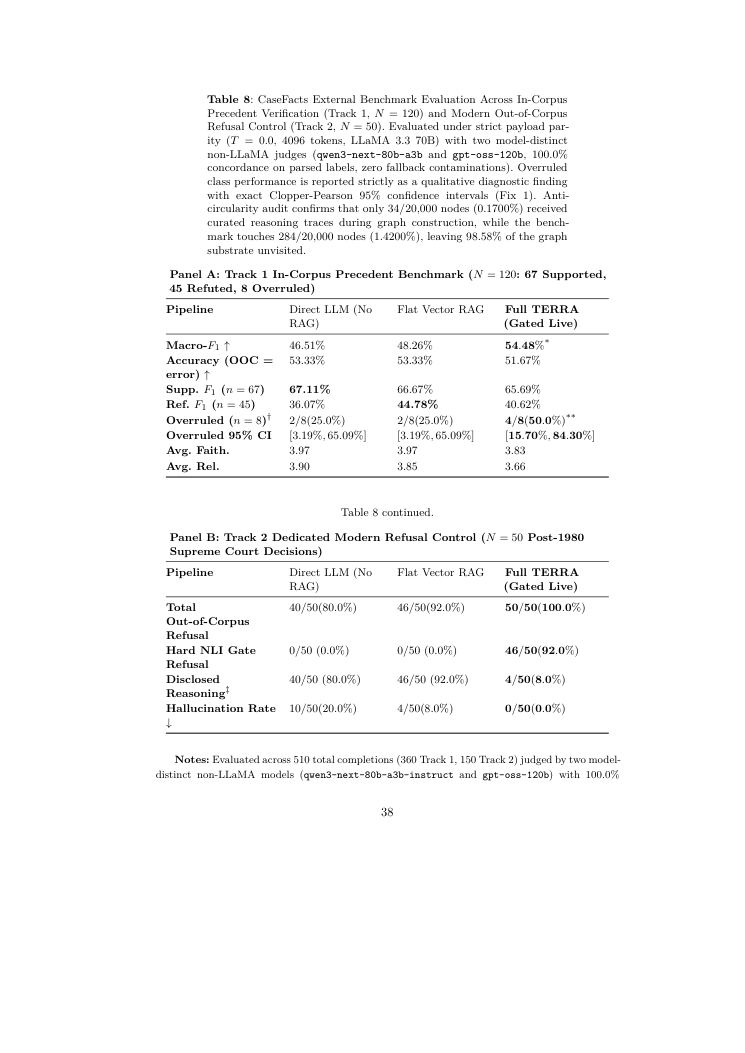 Table 8: CaseFacts External Benchmark Evaluation Across In-Corpus
Precedent Verification (Track 1, N = 120) and Modern Out-of-Corpus
Refusal Control (Track 2, N = 50). Evaluated under strict payload par-
ity (T = 0.0, 4096 tokens, LLaMA 3.3 70B) with two model-distinct
non-LLaMA judges (qwen3-next-80b-a3b and gpt-oss-120b, 100.0%
concordance on parsed labels, zero fallback contaminations). Overruled
class performance is reported strictly as a qualitative diagnostic finding
with exact Clopper-Pearson 95% confidence intervals (Fix 1). Anti-
circularity audit confirms that only 34/20,000 nodes (0.1700%) received
curated reasoning traces during graph construction, while the bench-
mark touches 284/20,000 nodes (1.4200%), leaving 98.58% of the graph
substrate unvisited.
Panel A: Track 1 In-Corpus Precedent Benchmark (N = 120: 67 Supported,
45 Refuted, 8 Overruled)
Pipeline Direct LLM (No Flat Vector RAG Full TERRA
RAG) (Gated Live)
Macro-F1 ↑ 46.51% 48.26% 54.48%*
Accuracy (OOC = 53.33% 53.33% 51.67%
error) ↑
Supp. F1 (n = 67) 67.11% 66.67% 65.69%
Ref. F1 (n = 45) 36.07% 44.78% 40.62%
Overruled (n = 8)† 2/8(25.0%) 2/8(25.0%) 4/8(50.0%)**
Overruled 95% CI [3.19%, 65.09%] [3.19%, 65.09%] [15.70%, 84.30%]
Avg. Faith. 3.97 3.97 3.83
Avg. Rel. 3.90 3.85 3.66
Table 8 continued.
Panel B: Track 2 Dedicated Modern Refusal Control (N = 50 Post-1980
Supreme Court Decisions)
Pipeline Direct LLM (No Flat Vector RAG Full TERRA
RAG) (Gated Live)
Total 40/50(80.0%) 46/50(92.0%) 50/50(100.0%)
Out-of-Corpus
Refusal
Hard NLI Gate 0/50 (0.0%) 0/50 (0.0%) 46/50(92.0%)
Refusal
Disclosed 40/50 (80.0%) 46/50 (92.0%) 4/50(8.0%)
Reasoning‡
Hallucination Rate 10/50(20.0%) 4/50(8.0%) 0/50(0.0%)
↓
Notes: Evaluated across 510 total completions (360 Track 1, 150 Track 2) judged by two model-
distinct non-LLaMA models (qwen3-next-80b-a3b-instruct and gpt-oss-120b) with 100.0%
38